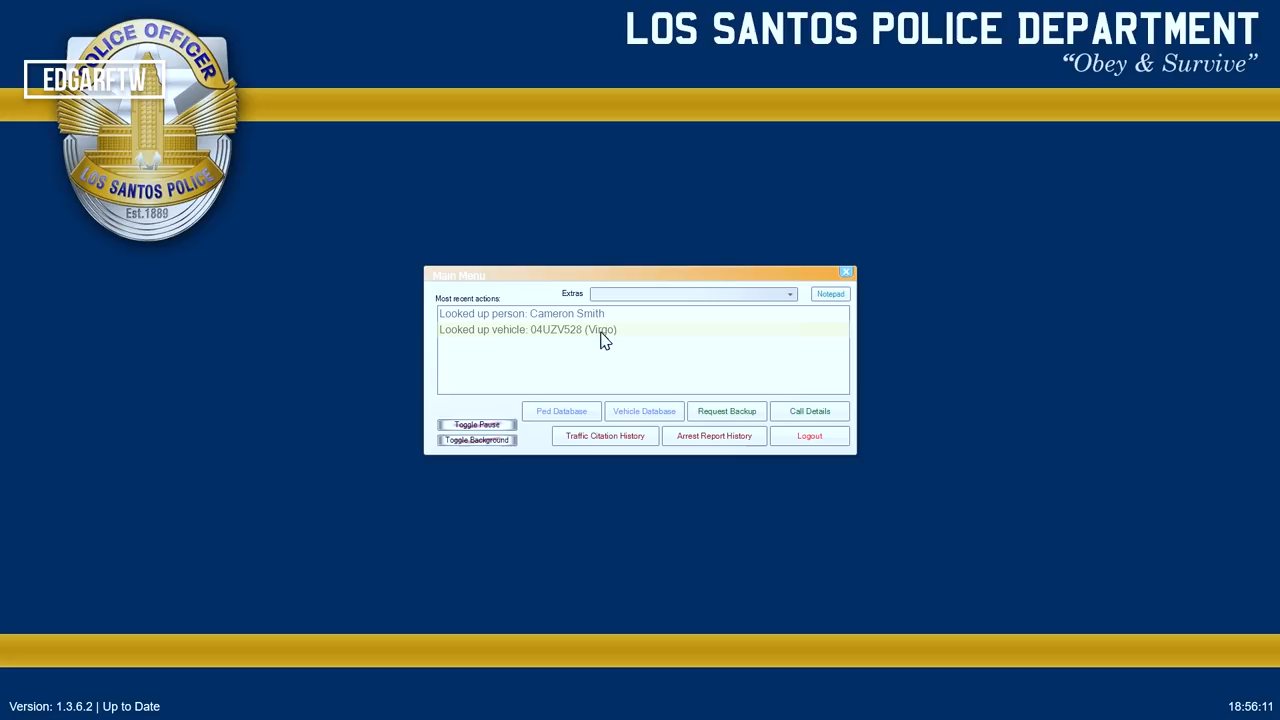 LOS SANTOS POLICE DEPARTMENT
“Obey & Survive”
POLICE OFFICER
EDGARFTW
LOS SANTOS POLICE
Est.1889
Main Menu
Extras
Notepad
Most recent actions:
Looked up person: Cameron Smith
Looked up vehicle: 04UZV528 (Virgo)
Ped Database
Vehicle Database
Request Backup
Call Details
Toggle Pause
Toggle Background
Traffic Citation History
Arrest Report History
Logout
Version: 1.3.6.2 | Up to Date
18:56:11